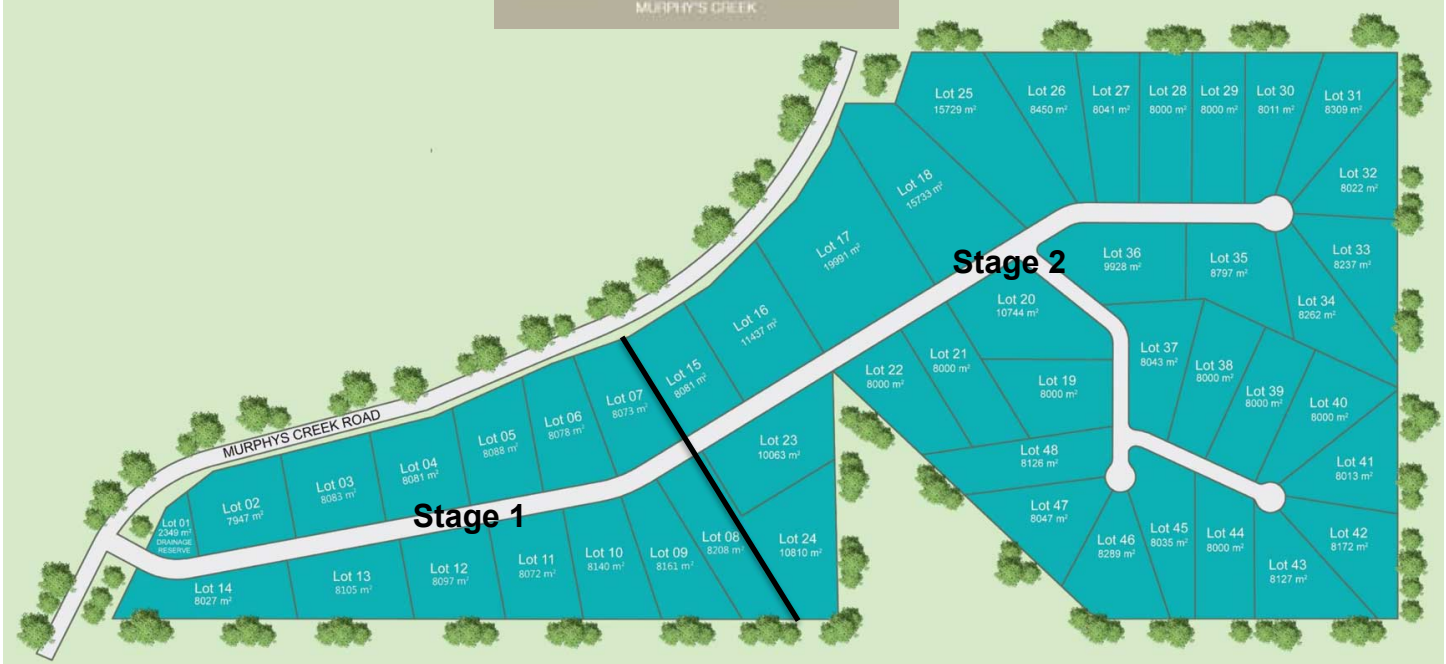 MURPHY'S CREEK
Lot 25
15729 m²
Lot 26
8450 m²
Lot 27
8041 m²
Lot 28
8000 m²
Lot 29
8000 m²
Lot 30
8011 m²
Lot 31
8309 m²
Lot 32
8022 m²
Lot 18
15733 m²
Lot 17
19991 m²
Stage 2
Lot 36
9928 m²
Lot 35
8797 m²
Lot 33
8237 m²
Lot 34
8262 m²
Lot 20
10744 m²
Lot 16
11437 m²
Lot 15
8081 m²
Lot 22
8000 m²
Lot 21
8000 m²
Lot 19
8000 m²
Lot 37
8043 m²
Lot 38
8000 m²
Lot 39
8000 m²
Lot 40
8000 m²
MURPHYS CREEK ROAD
Lot 07
8073 m²
Lot 06
8078 m²
Lot 05
8088 m²
Lot 04
8081 m²
Lot 03
8083 m²
Lot 02
7947 m²
Lot 01
2349 m²
DRAINAGE
RESERVE
Stage 1
Lot 23
10063 m²
Lot 48
8126 m²
Lot 41
8013 m²
Lot 14
8027 m²
Lot 13
8105 m²
Lot 12
8097 m²
Lot 11
8072 m²
Lot 10
8140 m²
Lot 09
8161 m²
Lot 08
8208 m²
Lot 24
10810 m²
Lot 47
8047 m²
Lot 46
8289 m²
Lot 45
8035 m²
Lot 44
8000 m²
Lot 43
8127 m²
Lot 42
8172 m²